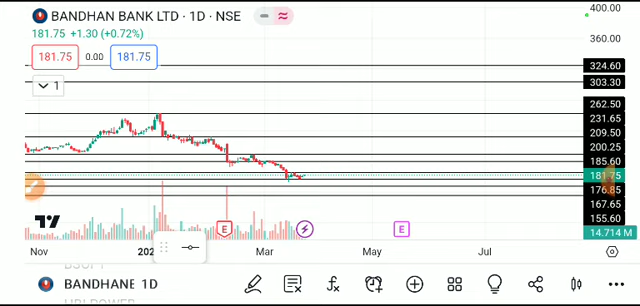 BANDHAN BANK LTD · 1D · NSE
400.00
181.75 +1.30 (+0.72%)
360.00
181.75 0.00 181.75
324.60
1
303.30
262.50
231.65
209.50
200.25
185.60
181.75
176.85
167.65
155.60
14.714 M
E E
Nov Mar May Jul
BANDHANE 1D
fx